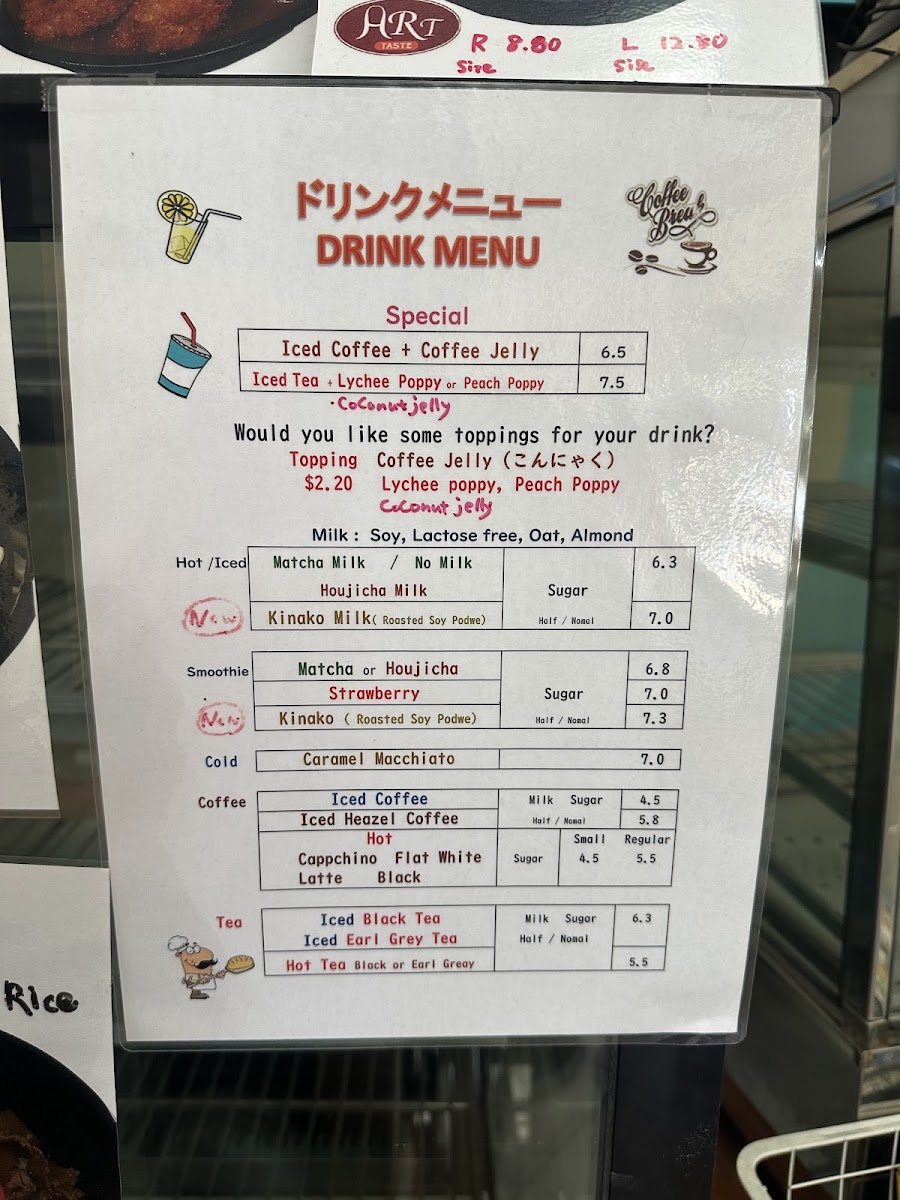 ART
TASTE
R 8.80 L 12.80
Size Size
ドリンクメニュー
DRINK MENU
Coffee
Break
Special
Iced Coffee + Coffee Jelly 6.5
Iced Tea + Lychee Poppy or Peach Poppy 7.5
・Coconut jelly
Would you like some toppings for your drink?
Topping Coffee Jelly (こんにゃく)
$2.20 Lychee poppy, Peach Poppy
Coconut jelly
Milk : Soy, Lactose free, Oat, Almond
Hot /Iced Matcha Milk / No Milk 6.3
Houjicha Milk Sugar
New Kinako Milk( Roasted Soy Podwe) Half / Nomal 7.0
Smoothie Matcha or Houjicha 6.8
Strawberry Sugar 7.0
New Kinako ( Roasted Soy Podwe) Half / Nomal 7.3
Cold Caramel Macchiato 7.0
Coffee Iced Coffee Milk Sugar 4.5
Iced Heazel Coffee Half / Nomal 5.8
Hot Small Regular
Cappchino Flat White Sugar 4.5 5.5
Latte Black
Tea Iced Black Tea Milk Sugar 6.3
Iced Earl Grey Tea Half / Nomal
Hot Tea Black or Earl Greay 5.5
Rice